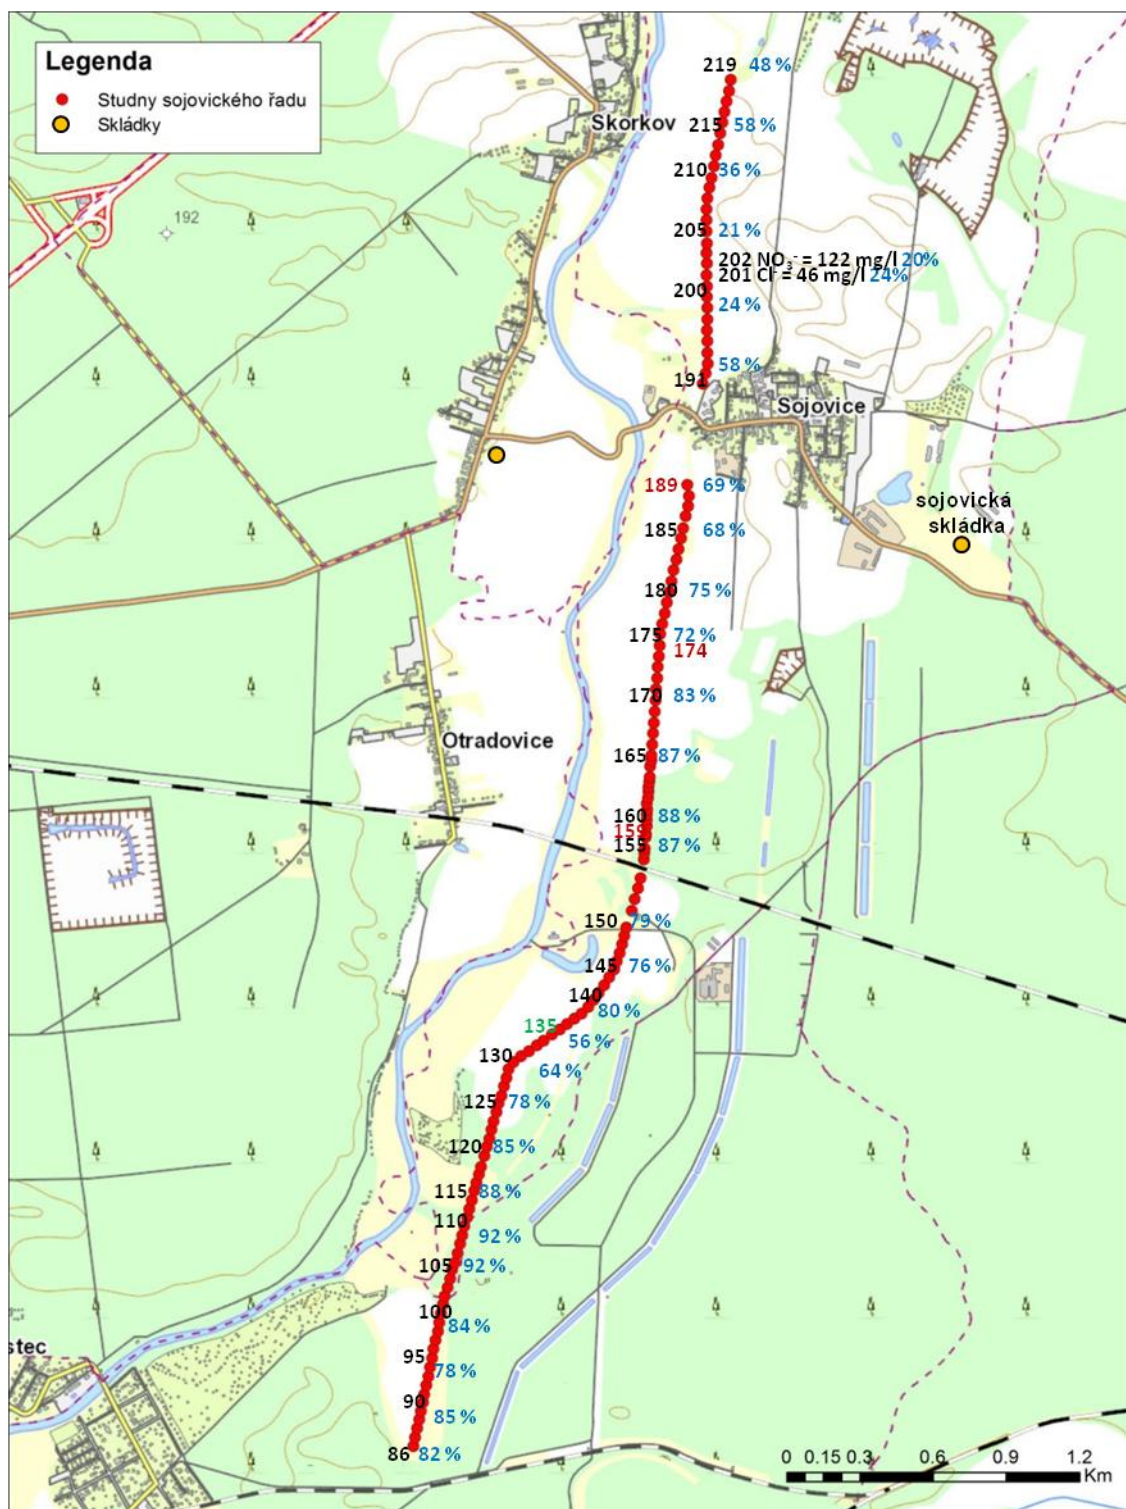 Legenda
Studny sojovického řadu
Skládky
219 48 %
Skorkov
215 58 %
210 36 %
192
205 21 %
202 NO3- = 122 mg/l 20%
201 Cl- = 46 mg/l 24%
200
24 %
58 %
191
Sojovice
189 69 %
sojovická
skládka
185 68 %
180 75 %
175 72 %
174
170 83 %
Otradovice
165 87 %
160 88 %
159
155 87 %
150 79 %
145 76 %
140
80 %
135
56 %
130
64 %
125 78 %
120 85 %
115 88 %
110
92 %
105 92 %
100
84 %
stec
95
78 %
90
85 %
86 82 %
0 0.15 0.3 0.6 0.9 1.2
Km